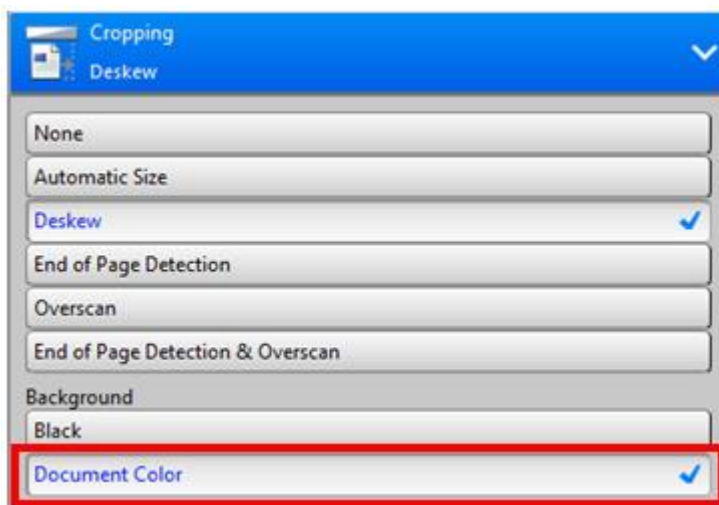 Cropping
Deskew
None
Automatic Size
Deskew
End of Page Detection
Overscan
End of Page Detection & Overscan
Background
Black
Document Color